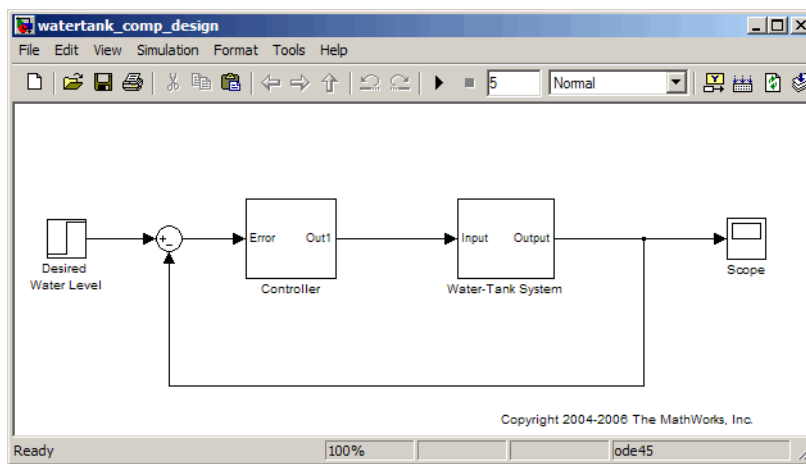 watertank_comp_design
File Edit View Simulation Format Tools Help
5 Normal
+ -
Error Out1
Input Output
Desired
Water Level
Controller
Water-Tank System
Scope
Copyright 2004-2006 The MathWorks, Inc.
Ready 100% ode45